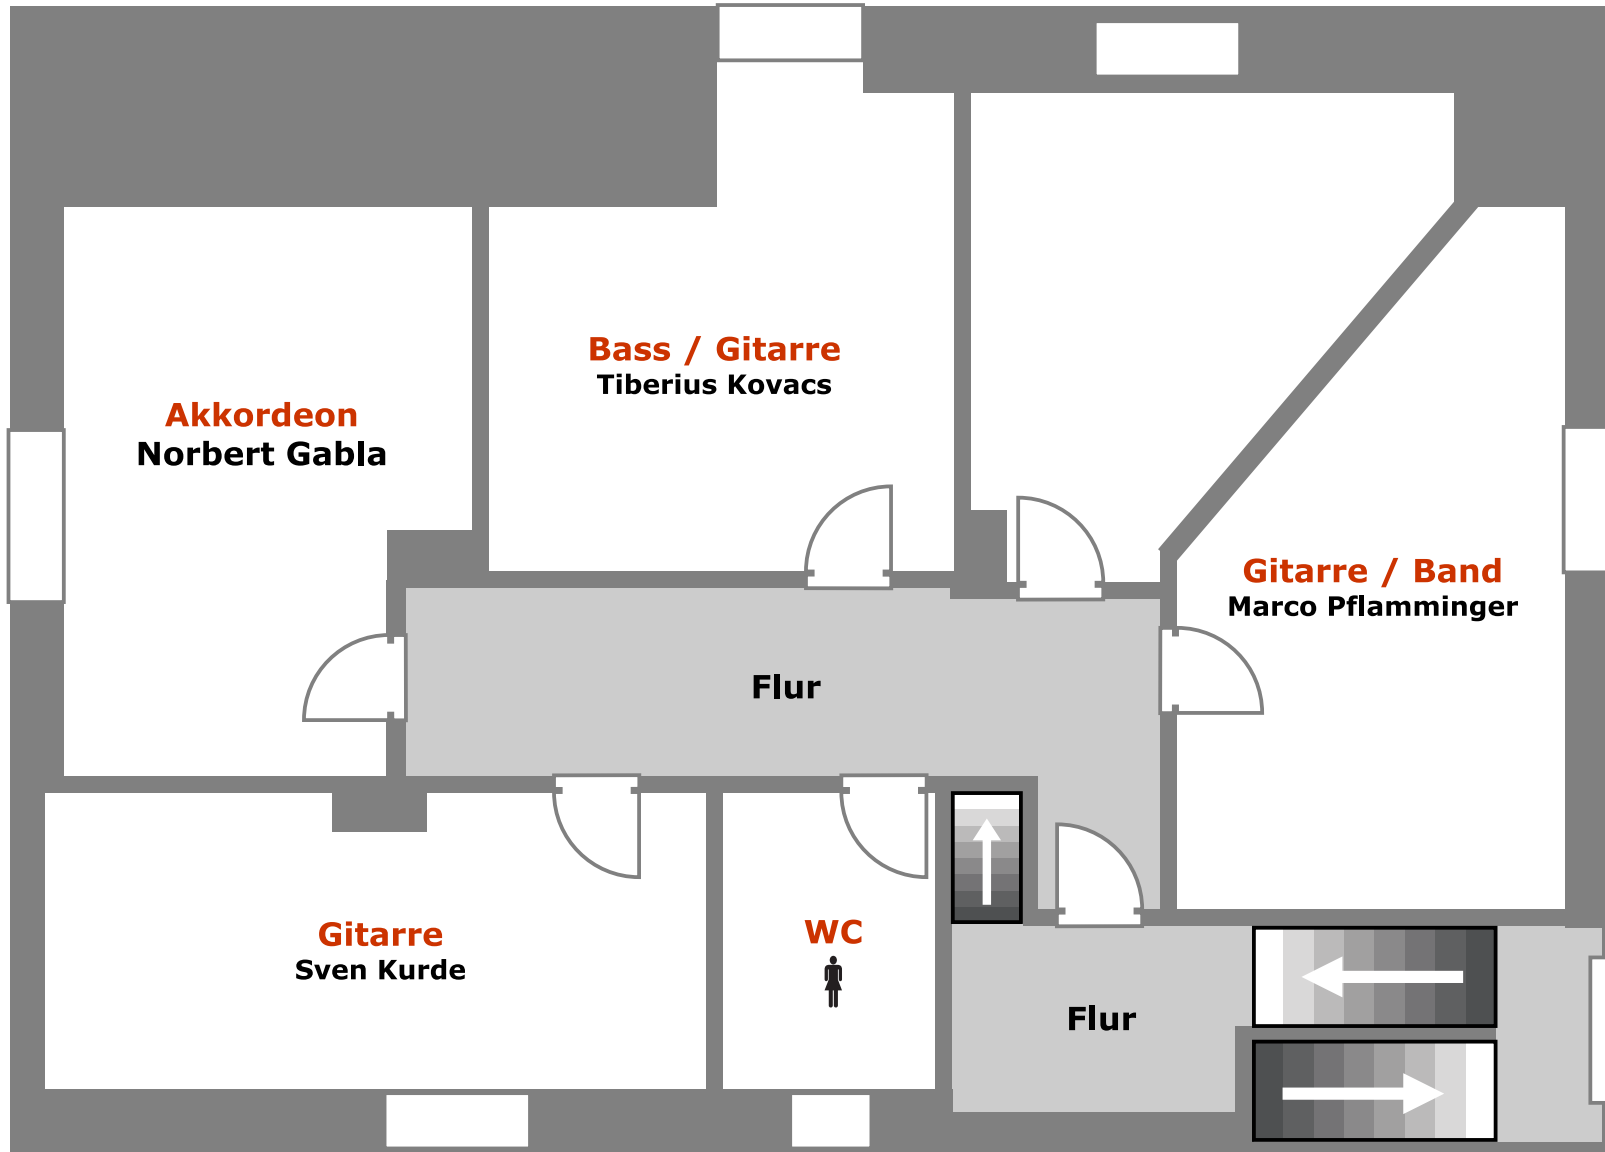 Bass / Gitarre
Tiberius Kovacs
Akkordeon
Norbert Gabla
Gitarre / Band
Marco Pflamminger
Flur
Gitarre
Sven Kurde
WC
Flur